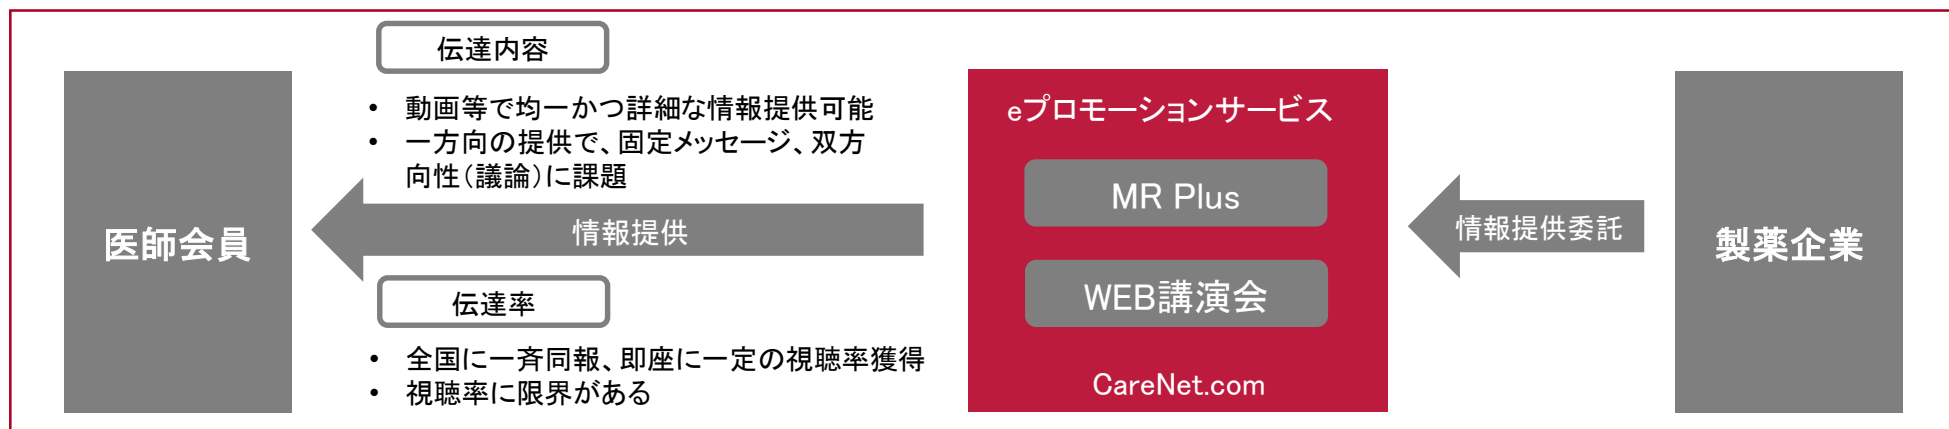 医師会員
伝達内容
• 動画等で均一かつ詳細な情報提供可能
• 一方向の提供で、固定メッセージ、双方
向性(議論)に課題
情報提供
伝達率
• 全国に一斉同報、即座に一定の視聴率獲得
• 視聴率に限界がある
eプロモーションサービス
MR Plus
WEB講演会
CareNet.com
情報提供委託
製薬企業